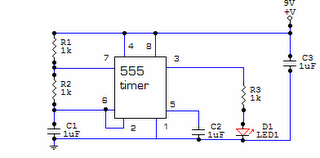 9V
+V
R1
1k
4
8
7
3
C3
1uF
555
timer
R2
1k
R3
1k
6
5
C1
1uF
2
1
C2
1uF
D1
LED1